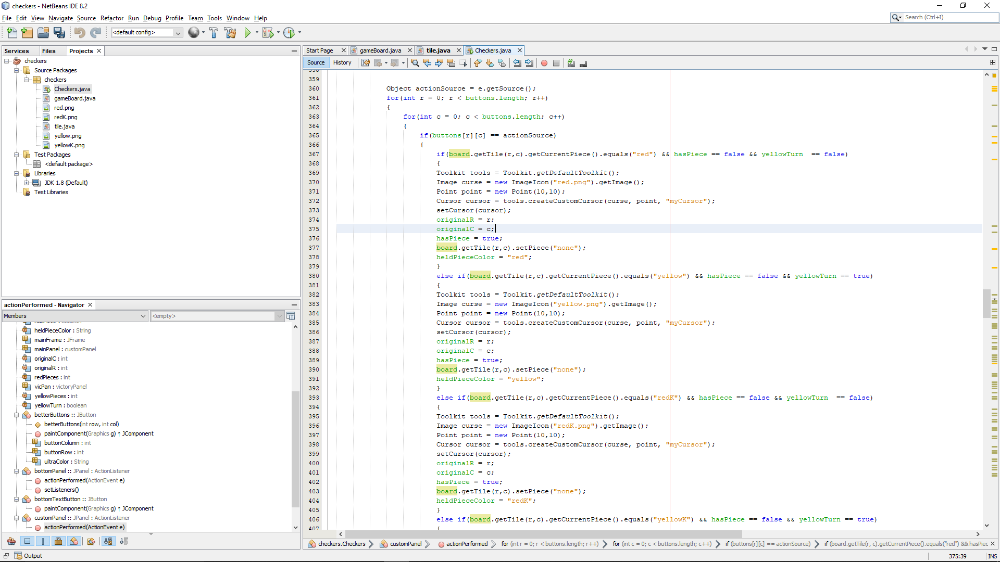 checkers - NetBeans IDE 8.2
File Edit View Navigate Source Refactor Run Debug Profile Team Tools Window Help
Search (Ctrl+I)
<default config>
Services Files Projects
checkers
Source Packages
checkers
Checkers.java
gameBoard.java
red.png
redK.png
tile.java
yellow.png
yellowK.png
Test Packages
<default package>
Libraries
JDK 1.8 (Default)
Test Libraries
actionPerformed - Navigator
Members
<empty>
heldPieceColor : String
mainFrame : JFrame
mainPanel : customPanel
originalC : int
originalR : int
redPieces : int
vicPan : victoryPanel
yellowPieces : int
yellowTurn : boolean
betterButtons :: JButton
betterButtons(int row, int col)
paintComponent(Graphics g) ↑ JComponent
buttonColumn : int
buttonRow : int
ultraColor : String
bottomPanel :: JPanel : ActionListener
actionPerformed(ActionEvent e)
setListeners()
bottomTextButton :: JButton
paintComponent(Graphics g) ↑ JComponent
customPanel :: JPanel : ActionListener
actionPerformed(ActionEvent e)
Start Page gameBoard.java tile.java Checkers.java
Source History
359
360 Object actionSource = e.getSource();
361 for(int r = 0; r < buttons.length; r++)
362 {
363 for(int c = 0; c < buttons.length; c++)
364 {
365 if(buttons[r][c] == actionSource)
366 {
367 if(board.getTile(r,c).getCurrentPiece().equals("red") && hasPiece == false && yellowTurn  == false)
368 {
369 Toolkit tools = Toolkit.getDefaultToolkit();
370 Image curse = new ImageIcon("red.png").getImage();
371 Point point = new Point(10,10);
372 Cursor cursor = tools.createCustomCursor(curse, point, "myCursor");
373 setCursor(cursor);
374 originalR = r;
375 originalC = c;
376 hasPiece = true;
377 board.getTile(r,c).setPiece("none");
378 heldPieceColor = "red";
379 }
380 else if(board.getTile(r,c).getCurrentPiece().equals("yellow") && hasPiece == false && yellowTurn == true)
381 {
382 Toolkit tools = Toolkit.getDefaultToolkit();
383 Image curse = new ImageIcon("yellow.png").getImage();
384 Point point = new Point(10,10);
385 Cursor cursor = tools.createCustomCursor(curse, point, "myCursor");
386 setCursor(cursor);
387 originalR = r;
388 originalC = c;
389 hasPiece = true;
390 board.getTile(r,c).setPiece("none");
391 heldPieceColor = "yellow";
392 }
393 else if(board.getTile(r,c).getCurrentPiece().equals("redK") && hasPiece == false && yellowTurn  == false)
394 {
395 Toolkit tools = Toolkit.getDefaultToolkit();
396 Image curse = new ImageIcon("redK.png").getImage();
397 Point point = new Point(10,10);
398 Cursor cursor = tools.createCustomCursor(curse, point, "myCursor");
399 setCursor(cursor);
400 originalR = r;
401 originalC = c;
402 hasPiece = true;
403 board.getTile(r,c).setPiece("none");
404 heldPieceColor = "redK";
405 }
406 else if(board.getTile(r,c).getCurrentPiece().equals("yellowK") && hasPiece == false && yellowTurn == true)
407 {
checkers.Checkers customPanel actionPerformed for (int r = 0; r < buttons.length; r++) for (int c = 0; c < buttons.length; c++) if (buttons[r][c] == actionSource) if (board.getTile(r, c).getCurrentPiece().equals("red") && hasPiec
Output
375:39 INS